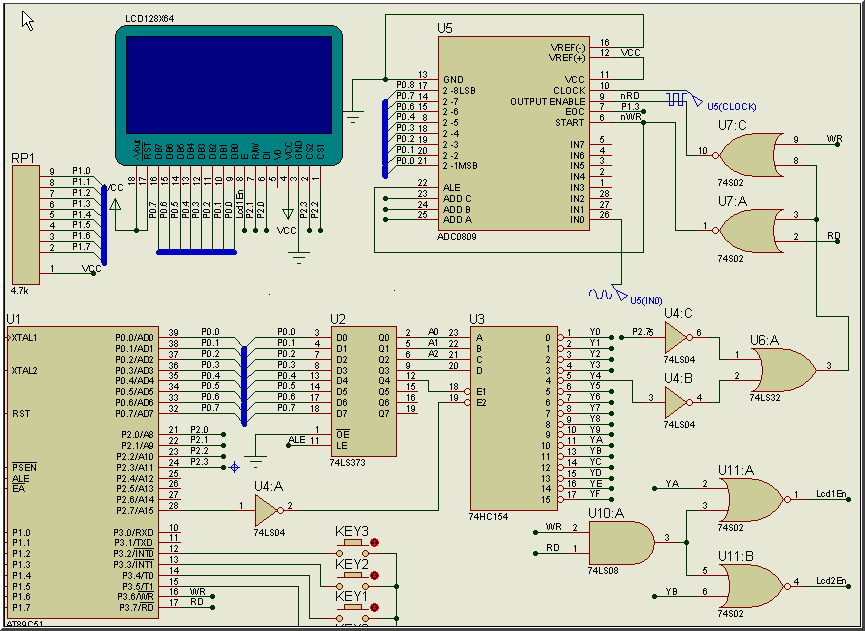 LCD128X64
-Vout
RST
DB7
DB6
DB5
DB4
DB3
DB2
DB1
DB0
E
R/W
DI
V0
VCC
GND
CS2
CS1
18
17
16
15
14
13
12
11
10
9
8
7
6
5
4
3
2
1
P0.7
P0.6
P0.5
P0.4
P0.3
P0.2
P0.1
P0.0
Lcd1En
P2.1
P2.0
P2.3
P2.2
VCC
VCC
RP1
9 P1.0
8 P1.1
7 P1.2
6 P1.3
5 P1.4
4 P1.5
3 P1.6
2 P1.7
1 VCC
4.7k
U5
VREF(-) 16
VREF(+) 12 VCC
13 GND
VCC 11
P0.8 17 2 -8LSB
CLOCK 10
P0.7 14 2 -7
OUTPUT ENABLE 9 nRD
P0.6 15 2 -6
EOC 7 P1.3
P0.4 8 2 -5
START 6 nWR
P0.3 18 2 -4
P0.2 19 2 -3
P0.1 20 2 -2
P0.0 21 2 -1MSB
IN7 5
IN6 4
IN5 3
IN4 2
IN3 1
IN2 28
IN1 27
IN0 26
22 ALE
23 ADD C
24 ADD B
25 ADD A
ADC0809
U5(CLOCK)
U5(IN0)
U7:C
10
9 WR
8
74S02
U7:A
1
3
2 RD
74S02
U1
XTAL1
XTAL2
RST
PSEN
ALE
EA
P1.0
P1.1
P1.2
P1.3
P1.4
P1.5
P1.6
P1.7
P0.0/AD0 39 P0.0
P0.1/AD1 38 P0.1
P0.2/AD2 37 P0.2
P0.3/AD3 36 P0.3
P0.4/AD4 35 P0.4
P0.5/AD5 34 P0.5
P0.6/AD6 33 P0.6
P0.7/AD7 32 P0.7
P2.0/A8 21 P2.0
P2.1/A9 22 P2.1
P2.2/A10 23 P2.2
P2.3/A11 24 P2.3
P2.4/A12 25
P2.5/A13 26
P2.6/A14 27
P2.7/A15 28
P3.0/RXD 10
P3.1/TXD 11
P3.2/INT0 12
P3.3/INT1 13
P3.4/T0 14
P3.5/T1 15
P3.6/WR 16 WR
P3.7/RD 17 RD
AT89C51
U2
P0.0 3 D0 Q0 2 A0
P0.1 4 D1 Q1 5 A1
P0.2 7 D2 Q2 6 A2
P0.3 8 D3 Q3 9
P0.4 13 D4 Q4 12
P0.5 14 D5 Q5 15
P0.6 17 D6 Q6 16
P0.7 18 D7 Q7 19
1 OE
ALE 11 LE
74LS373
U4:A
1
2
74LS04
KEY3
KEY2
KEY1
U3
23 A
22 B
21 C
20 D
18 E1
19 E2
0 1 Y0
1 2 Y1
2 3 Y2
3 4 Y3
4 5 Y4
5 6 Y5
6 7 Y6
7 8 Y7
8 9 Y8
9 10 Y9
10 11 YA
11 13 YB
12 14 YC
13 15 YD
14 16 YE
15 17 YF
74HC154
U4:C
6
74LS04
U4:B
3
4
74LS04
U6:A
1
2
3
74LS32
U10:A
WR 2
RD 1
3
74LS08
U11:A
YA 2
3
1 Lcd1En
74S02
U11:B
5
YB 6
4 Lcd2En
74S02